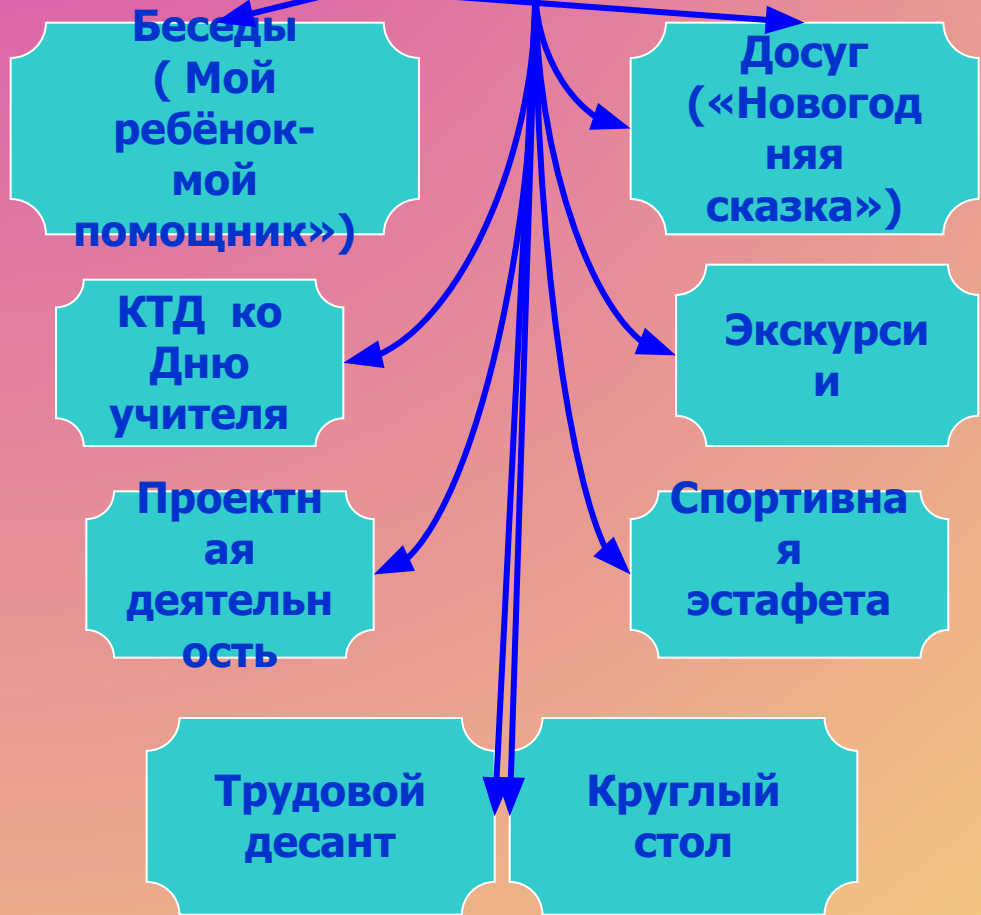 Беседы
( Мой
ребёнок-
мой
помощник»)
Досуг
(«Новогод
няя
сказка»)
КТД  ко
Дню
учителя
Экскурси
и
Проектн
ая
деятельн
ость
Спортивна
я
эстафета
Трудовой
десант
Круглый
стол